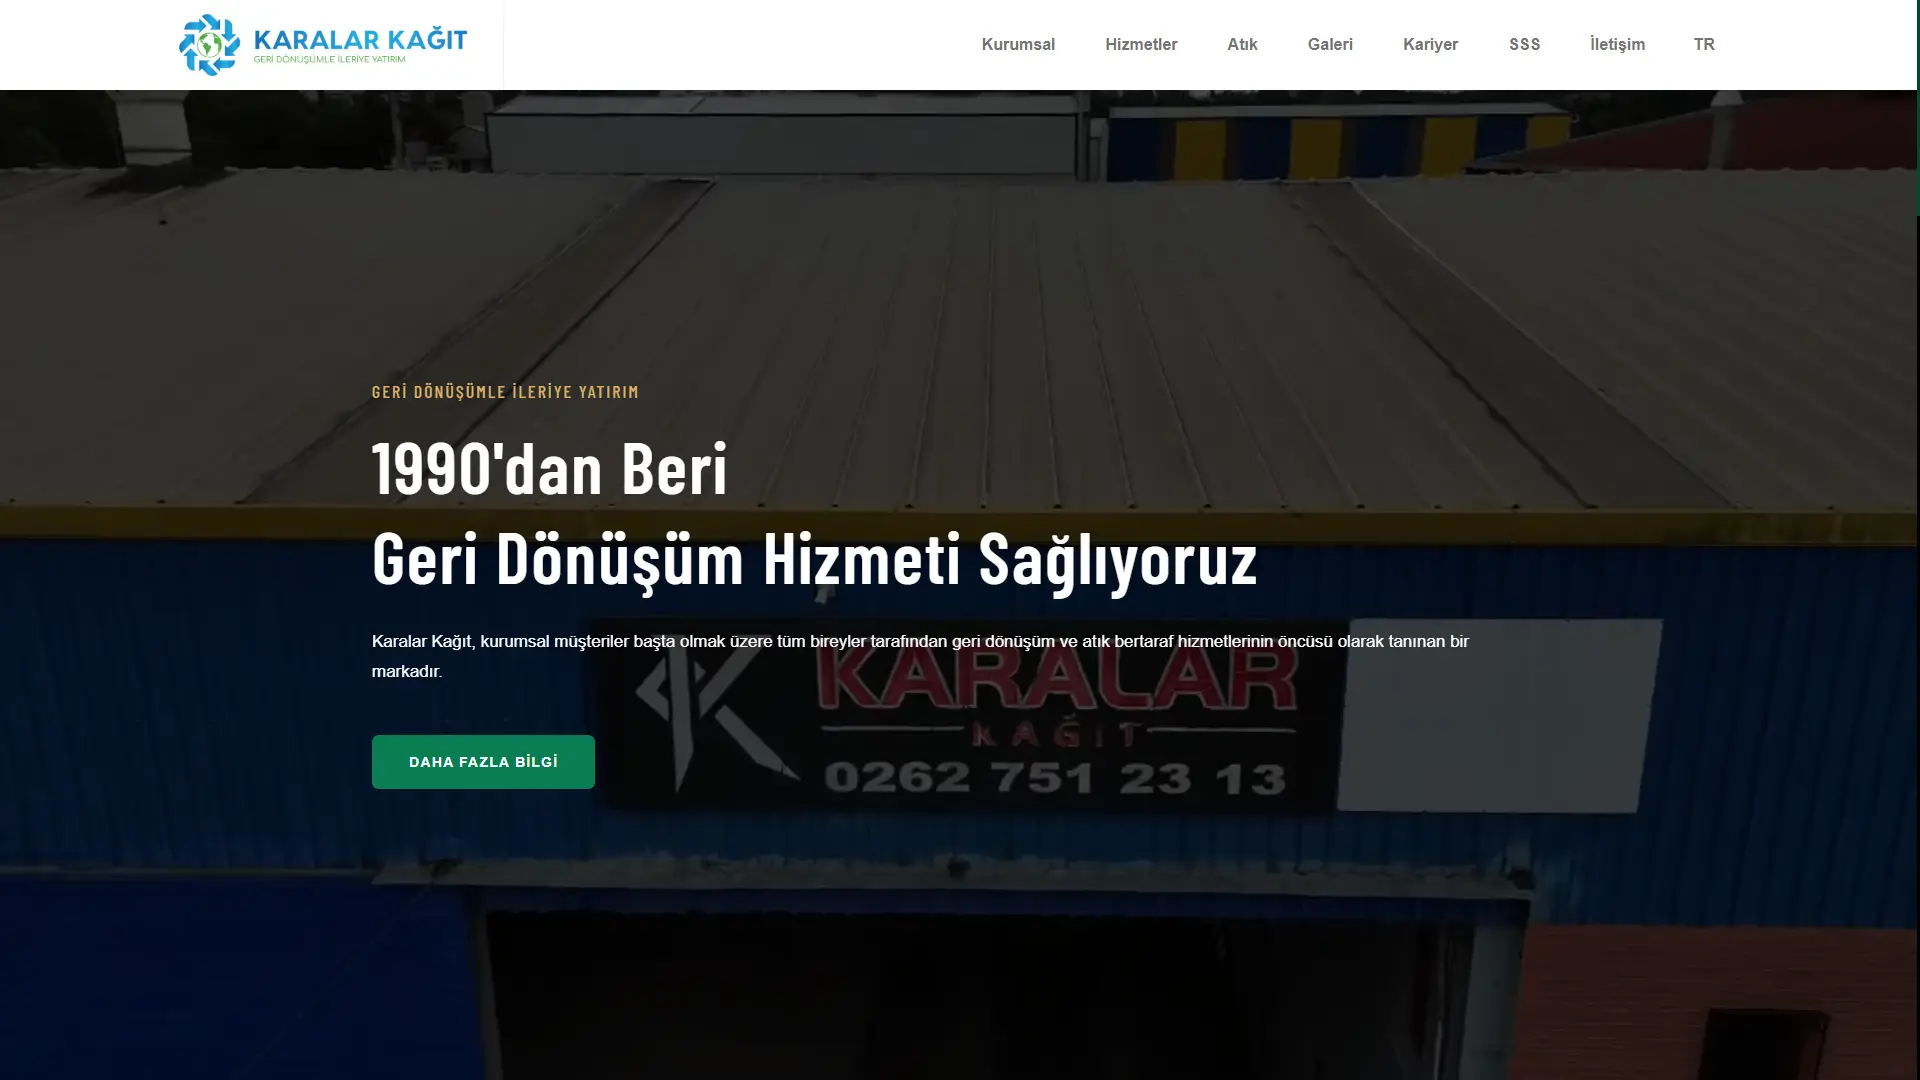 KARALAR KAĞIT
GERİ DÖNÜŞÜMLE İLERİYE YATIRIM
Kurumsal Hizmetler Atık Galeri Kariyer SSS İletişim TR
GERİ DÖNÜŞÜMLE İLERİYE YATIRIM
1990'dan Beri
Geri Dönüşüm Hizmeti Sağlıyoruz
Karalar Kağıt, kurumsal müşteriler başta olmak üzere tüm bireyler tarafından geri dönüşüm ve atık bertaraf hizmetlerinin öncüsü olarak tanınan bir
markadır.
KARALAR
KAĞIT
0262 751 23 13
DAHA FAZLA BİLGİ